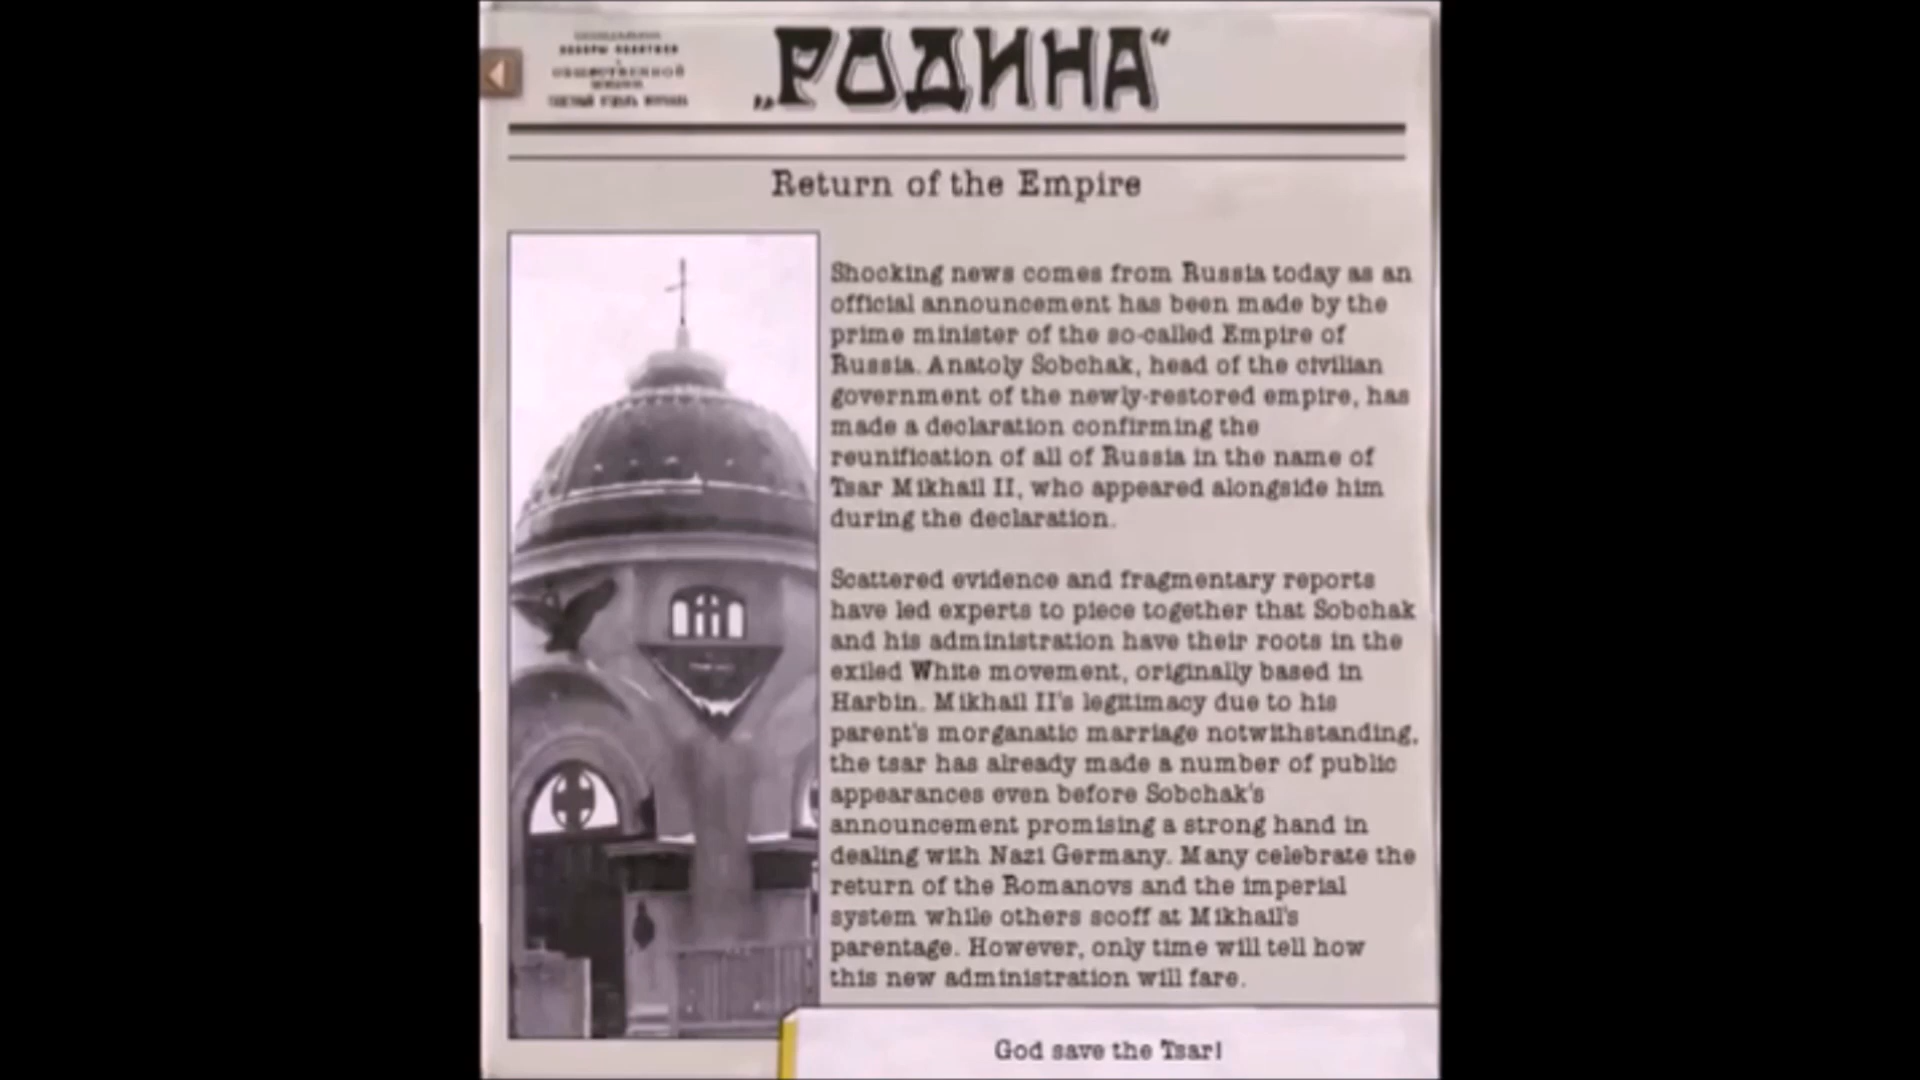 „РОДИНА“
Return of the Empire
Shocking news comes from Russia today as an
official announcement has been made by the
prime minister of the so-called Empire of
Russia. Anatoly Sobchak, head of the civilian
government of the newly-restored empire, has
made a declaration confirming the
reunification of all of Russia in the name of
Tsar Mikhail II, who appeared alongside him
during the declaration.
Scattered evidence and fragmentary reports
have led experts to piece together that Sobchak
and his administration have their roots in the
exiled White movement, originally based in
Harbin. Mikhail II's legitimacy due to his
parent's morganatic marriage notwithstanding,
the tsar has already made a number of public
appearances even before Sobchak's
announcement promising a strong hand in
dealing with Nazi Germany. Many celebrate the
return of the Romanovs and the imperial
system while others scoff at Mikhail's
parentage. However, only time will tell how
this new administration will fare.
God save the Tsar!